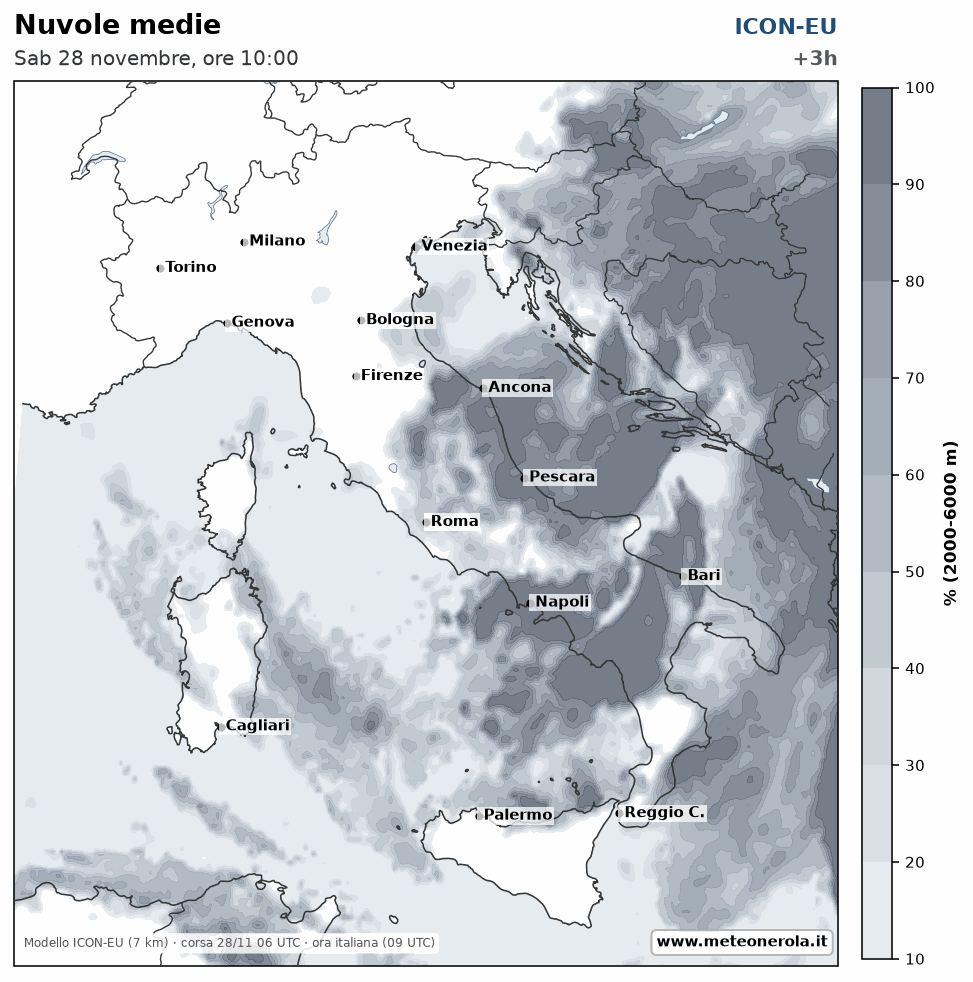 Nuvole medie
ICON-EU
Sab 28 novembre, ore 10:00
+3h
100
90
80
70
60
50
40
30
20
10
% (2000-6000 m)
Milano
Venezia
Torino
Genova
Bologna
Firenze
Ancona
Pescara
Roma
Bari
Napoli
Cagliari
Palermo
Reggio C.
Modello ICON-EU (7 km) · corsa 28/11 06 UTC · ora italiana (09 UTC)
www.meteonerola.it